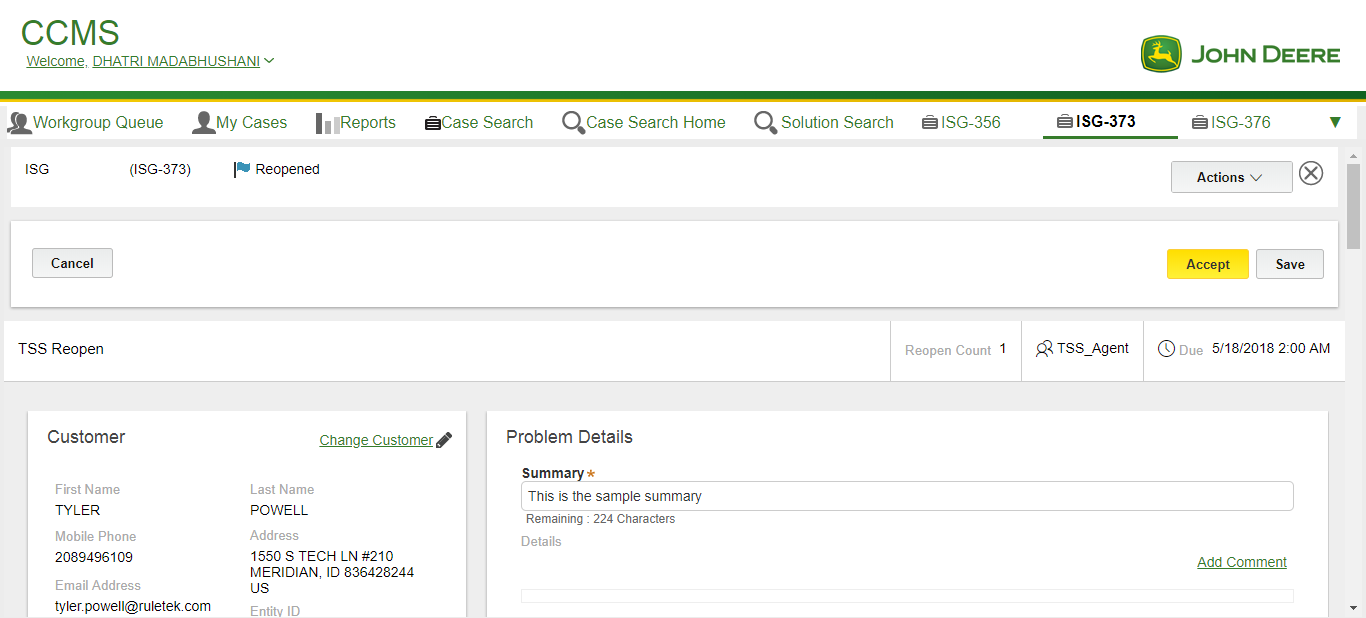 CCMS
Welcome, DHATRI MADABHUSHANI
JOHN DEERE
Workgroup Queue My Cases Reports Case Search Case Search Home Solution Search ISG-356 ISG-373 ISG-376
ISG (ISG-373) Reopened
Actions
Cancel Accept Save
TSS Reopen Reopen Count 1 TSS_Agent Due 5/18/2018 2:00 AM
Customer Change Customer
First Name Last Name
TYLER POWELL
Mobile Phone Address
2089496109 1550 S TECH LN #210
MERIDIAN, ID 836428244
US
Email Address Entity ID
tyler.powell@ruletek.com
Problem Details
Summary *
This is the sample summary
Remaining : 224 Characters
Details
Add Comment